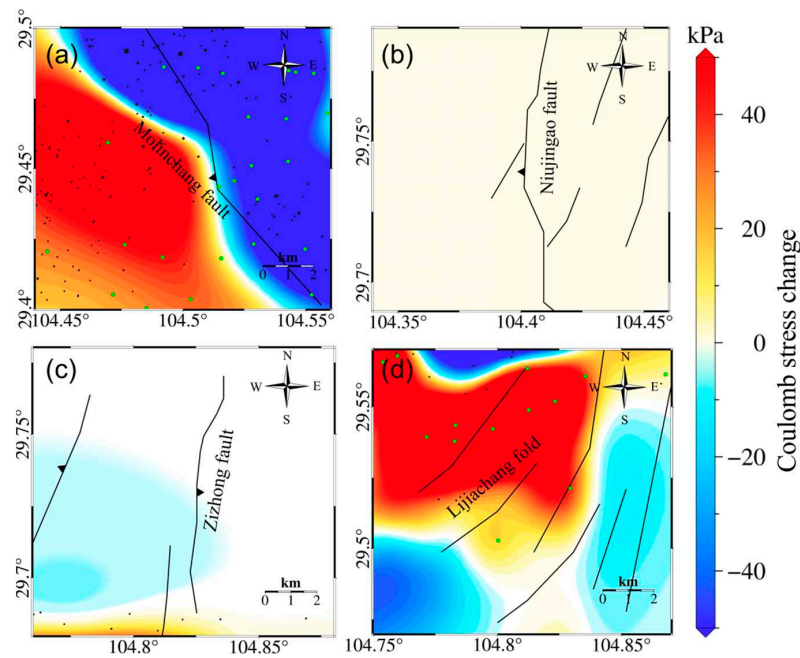 kPa
(a)
N
W E
S
Molinchang fault
km
0 1 2
29.5°
29.45°
29.4°
104.45° 104.5° 104.55°
(b)
N
W E
S
Niujingao fault
29.75°
29.7°
104.35° 104.4° 104.45°
(c)
N
W E
S
Zizhong fault
km
0 1 2
29.75°
29.7°
104.8° 104.85°
(d)
N
W E
S
Lijiachang fold
km
0 1 2
29.55°
29.5°
104.75° 104.8° 104.85°
40
20
0
−20
−40
Coulomb stress change